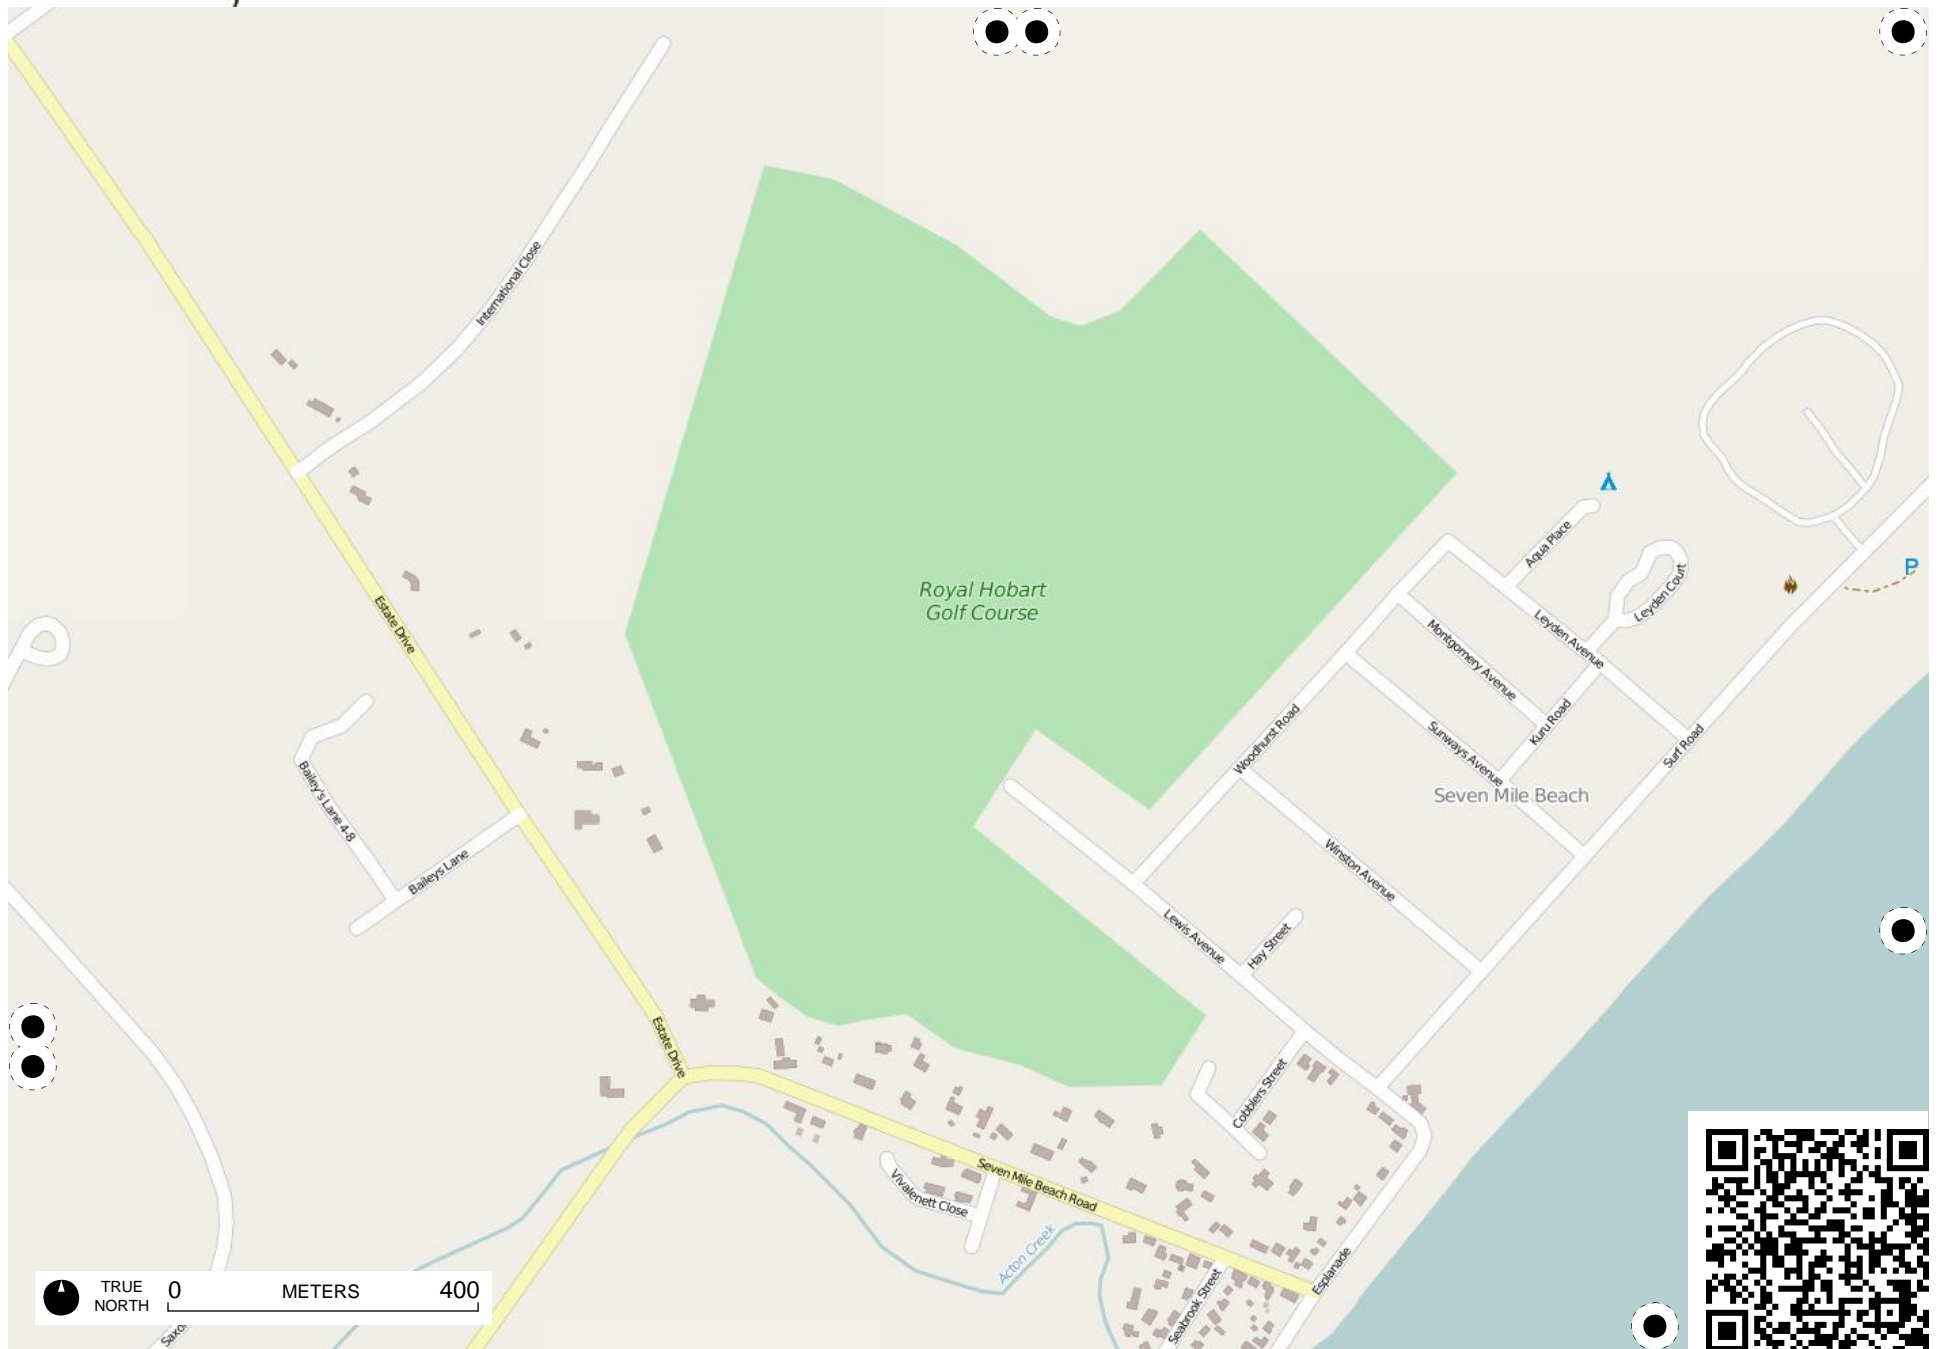 International Close
Estate Drive
Royal Hobart
Golf Course
Aqua Place
Leyden Court
Leyden Avenue
Montgomery Avenue
Kuru Road
Sunways Avenue
Woodhurst Road
Surf Road
Seven Mile Beach
Bailey's Lane 4-8
Baileys Lane
Winston Avenue
Lewis Avenue
Hay Street
Estate Drive
Cobblers Street
Seven Mile Beach Road
Vivalenett Close
Acton Creek
Esplanade
Seabrook Street
P
TRUE
NORTH
0 METERS 400